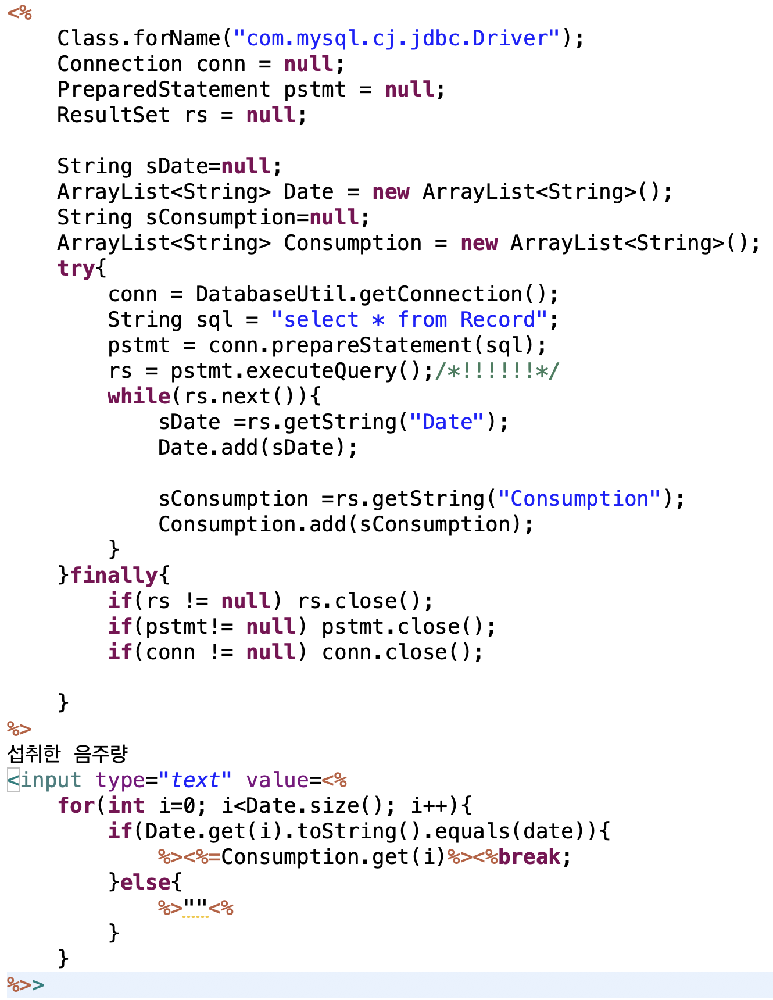 <%
    Class.forName("com.mysql.cj.jdbc.Driver");
    Connection conn = null;
    PreparedStatement pstmt = null;
    ResultSet rs = null;

    String sDate=null;
    ArrayList<String> Date = new ArrayList<String>();
    String sConsumption=null;
    ArrayList<String> Consumption = new ArrayList<String>();
    try{
        conn = DatabaseUtil.getConnection();
        String sql = "select * from Record";
        pstmt = conn.prepareStatement(sql);
        rs = pstmt.executeQuery();/*!!!!!!*/
        while(rs.next()){
            sDate =rs.getString("Date");
            Date.add(sDate);

            sConsumption =rs.getString("Consumption");
            Consumption.add(sConsumption);
        }
    }finally{
        if(rs != null) rs.close();
        if(pstmt!= null) pstmt.close();
        if(conn != null) conn.close();

    }
%>
섭취한 음주량
<input type="text" value=<%
    for(int i=0; i<Date.size(); i++){
        if(Date.get(i).toString().equals(date)){
            %><%=Consumption.get(i)%><%break;
        }else{
            %>""<%
        }
    }
%>>